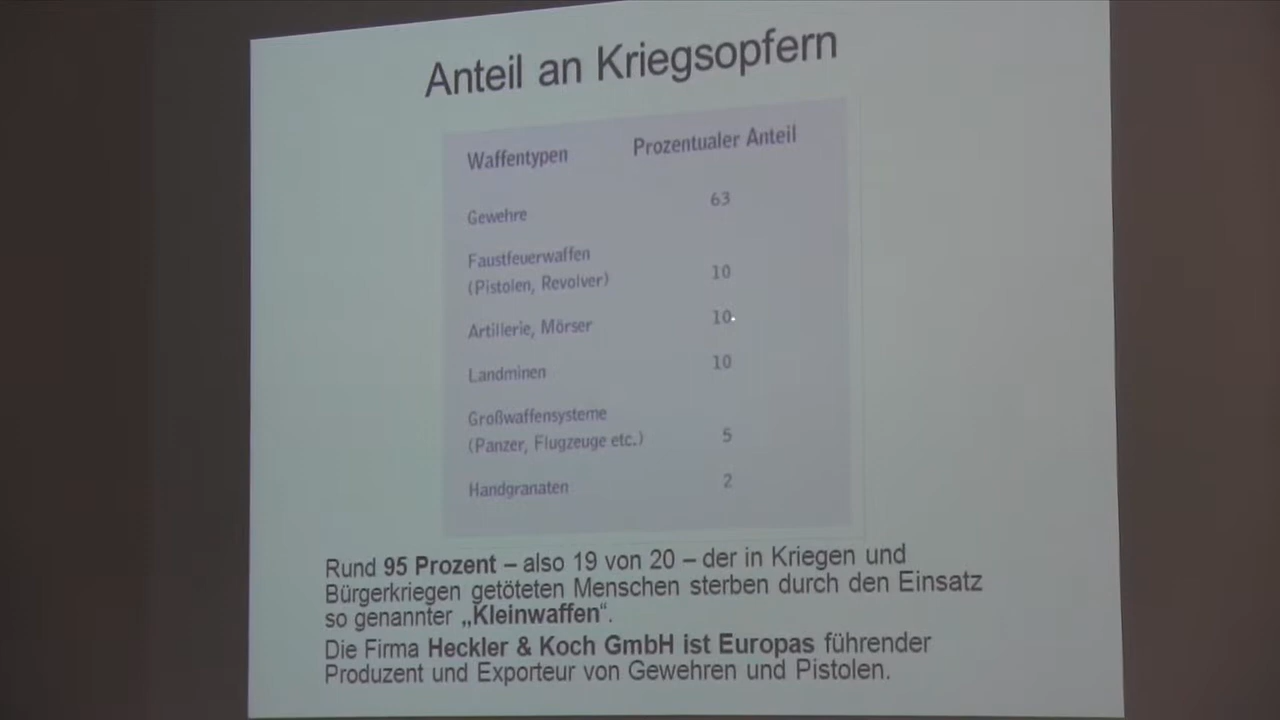 Anteil an Kriegsopfern
Waffentypen Prozentualer Anteil
Gewehre 63
Faustfeuerwaffen
(Pistolen, Revolver) 10
Artillerie, Mörser 10
Landminen 10
Großwaffensysteme
(Panzer, Flugzeuge etc.) 5
Handgranaten 2
Rund 95 Prozent – also 19 von 20 – der in Kriegen und
Bürgerkriegen getöteten Menschen sterben durch den Einsatz
so genannter „Kleinwaffen“.
Die Firma Heckler & Koch GmbH ist Europas führender
Produzent und Exporteur von Gewehren und Pistolen.